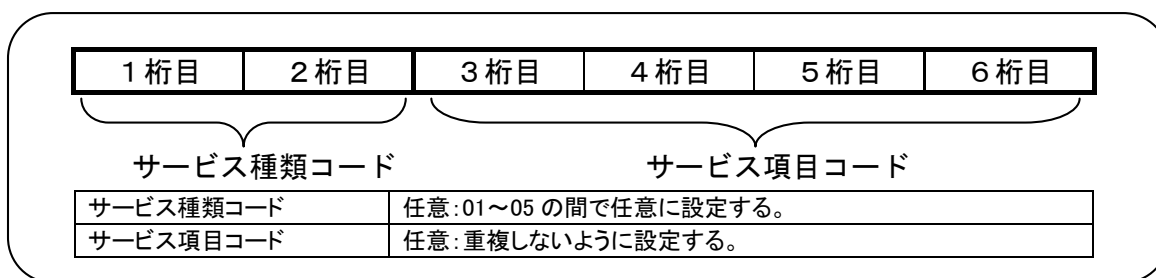 １桁目 ２桁目 ３桁目 ４桁目 ５桁目 ６桁目
サービス種類コード サービス項目コード
サービス種類コード 任意：01～05 の間で任意に設定する。
サービス項目コード 任意：重複しないように設定する。